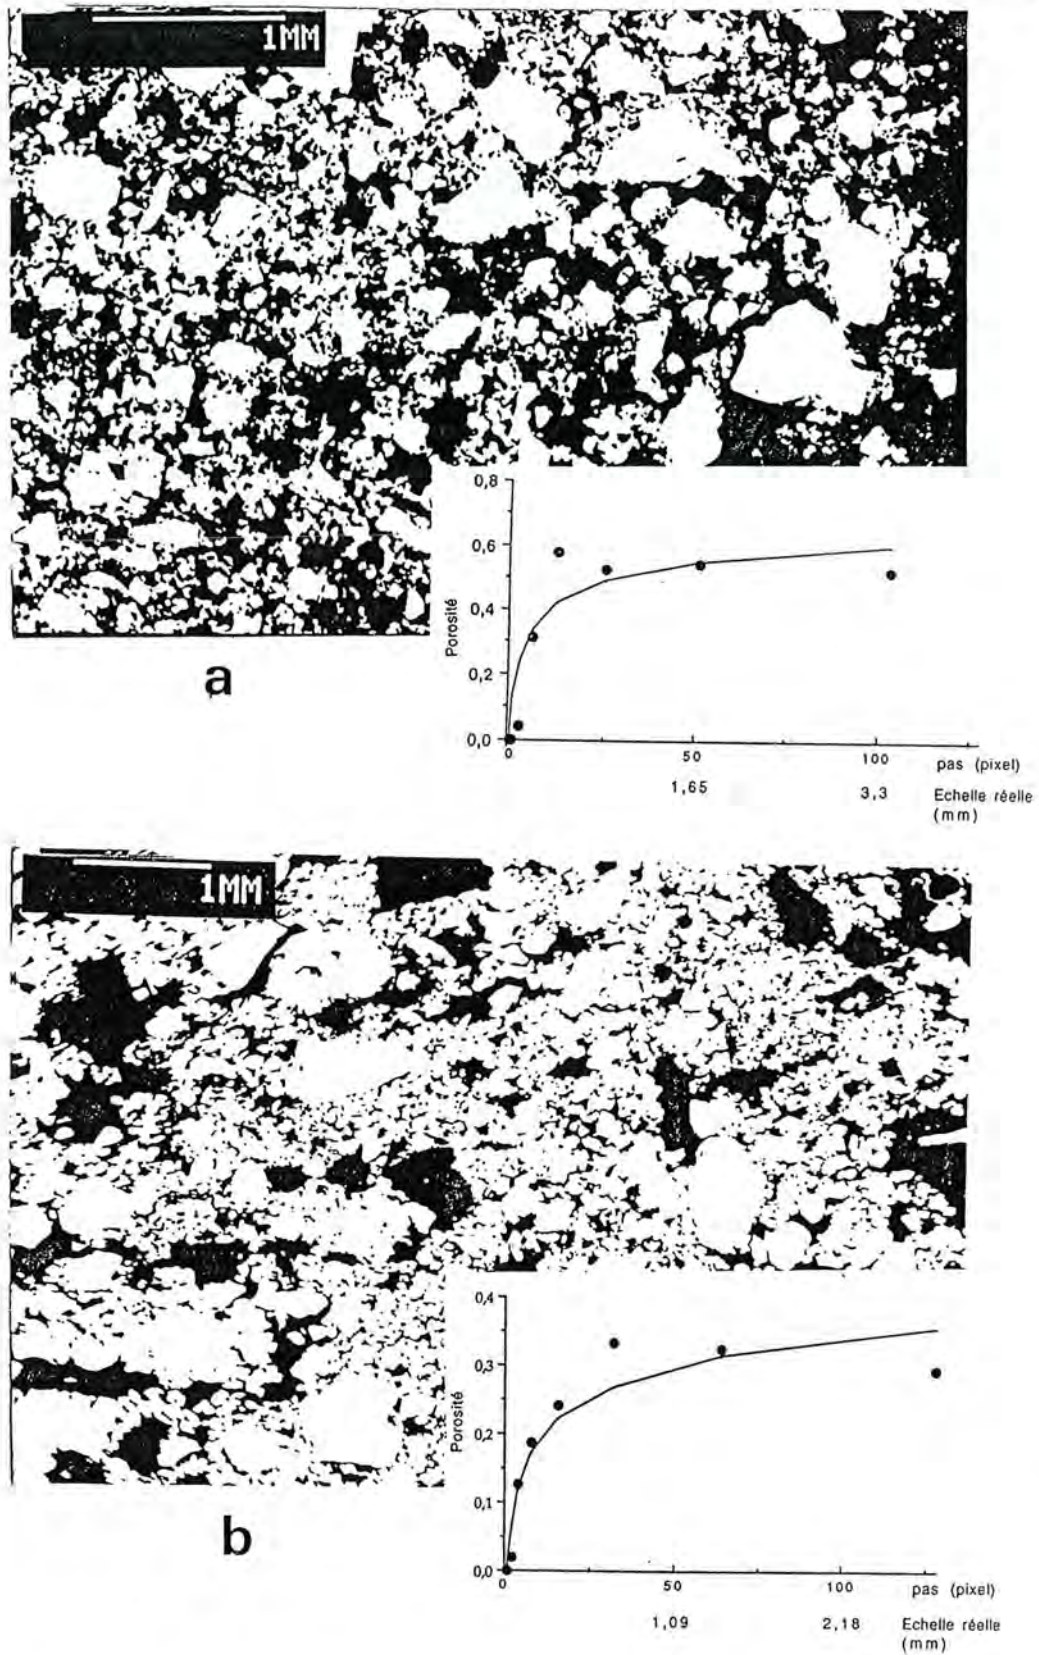 1MM
0,8
0,6
0,4
0,2
0,0
Porosité
0
50
100
pas (pixel)
1,65
3,3
Echelle réelle
(mm)
a
1MM
0,4
0,3
0,2
0,1
0,0
Porosité
0
50
100
pas (pixel)
1,09
2,18
Echelle réelle
(mm)
b